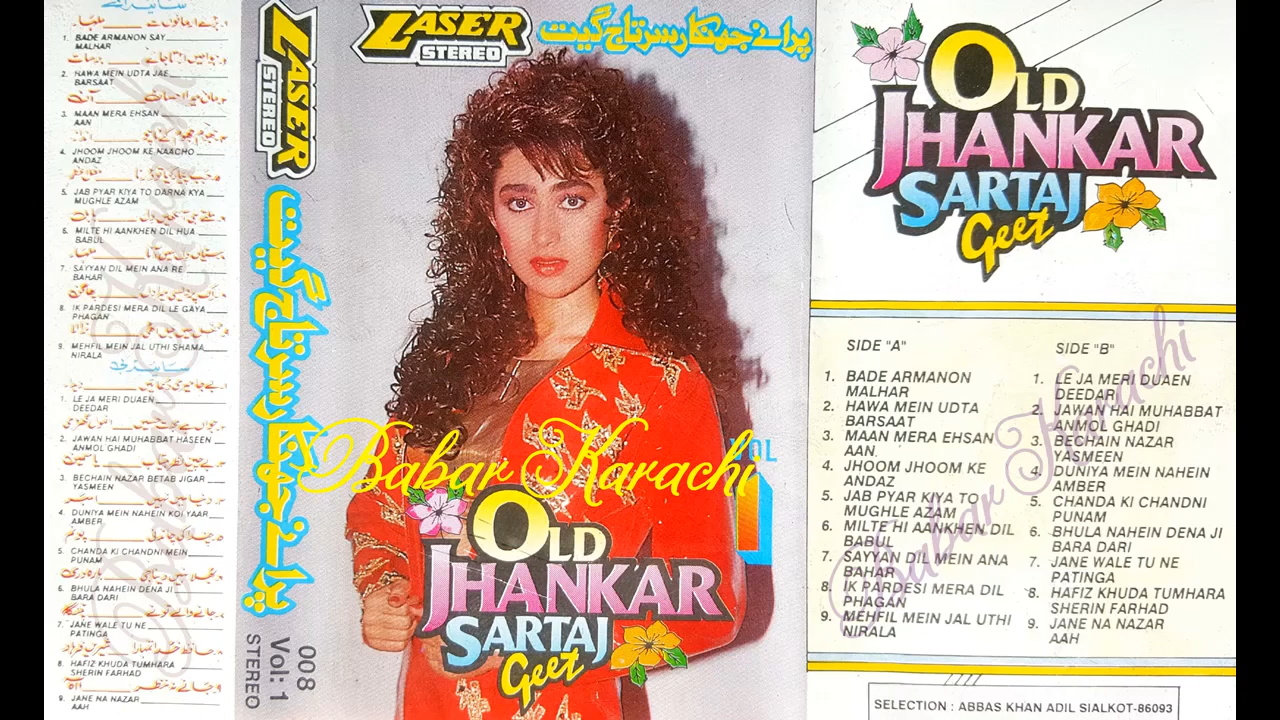 1. BADE ARMANON SAY
MALHAR
2. HAWA MEIN UDTA JAE
BARSAAT
3. MAAN MERA EHSAN
AAN
4. JHOOM JHOOM KE NAACHO
ANDAZ
5. JAB PYAR KIYA TO DARNA KYA
MUGHLE AZAM
6. MILTE HI AANKHEN DIL HUA
BABUL
7. SAYYAN DIL MEIN ANA RE
BAHAR
8. IK PARDESI MERA DIL LE GAYA
PHAGAN
9. MEHFIL MEIN JAL UTHI SHAMA
NIRALA
1. LE JA MERI DUAEN
DEEDAR
2. JAWAN HAI MUHABBAT HASEEN
ANMOL GHADI
3. BECHAIN NAZAR BETAB JIGAR
YASMEEN
4. DUNIYA MEIN NAHEIN KOI YAAR
AMBER
5. CHANDA KI CHANDNI MEIN
PUNAM
6. BHULA NAHEIN DENA JI
BARA DARI
7. JANE WALE TU NE
PATINGA
8. HAFIZ KHUDA TUMHARA
SHERIN FARHAD
9. JANE NA NAZAR
AAH
LASER
STEREO
پرانے جھنکار سرتاج گیت
008
Vol: 1
STEREO
LASER
STEREO
پرانے جھنکار سرتاج گیت
Babar Karachi
1
OLD
JHANKAR
SARTAJ
Geet
OLD
JHANKAR
SARTAJ
Geet
SIDE "A"
1. BADE ARMANON
MALHAR
2. HAWA MEIN UDTA
BARSAAT
3. MAAN MERA EHSAN
AAN.
4. JHOOM JHOOM KE
ANDAZ
5. JAB PYAR KIYA TO
MUGHLE AZAM
6. MILTE HI AANKHEN DIL
BABUL
7. SAYYAN DIL MEIN ANA
BAHAR
8. IK PARDESI MERA DIL
PHAGAN
9. MEHFIL MEIN JAL UTHI
NIRALA
SIDE "B"
1. LE JA MERI DUAEN
DEEDAR
2. JAWAN HAI MUHABBAT
ANMOL GHADI
3. BECHAIN NAZAR
YASMEEN
4. DUNIYA MEIN NAHEIN
AMBER
5. CHANDA KI CHANDNI
PUNAM
6. BHULA NAHEIN DENA JI
BARA DARI
7. JANE WALE TU NE
PATINGA
8. HAFIZ KHUDA TUMHARA
SHERIN FARHAD
9. JANE NA NAZAR
AAH
Babar Karachi
SELECTION : ABBAS KHAN ADIL SIALKOT-86093